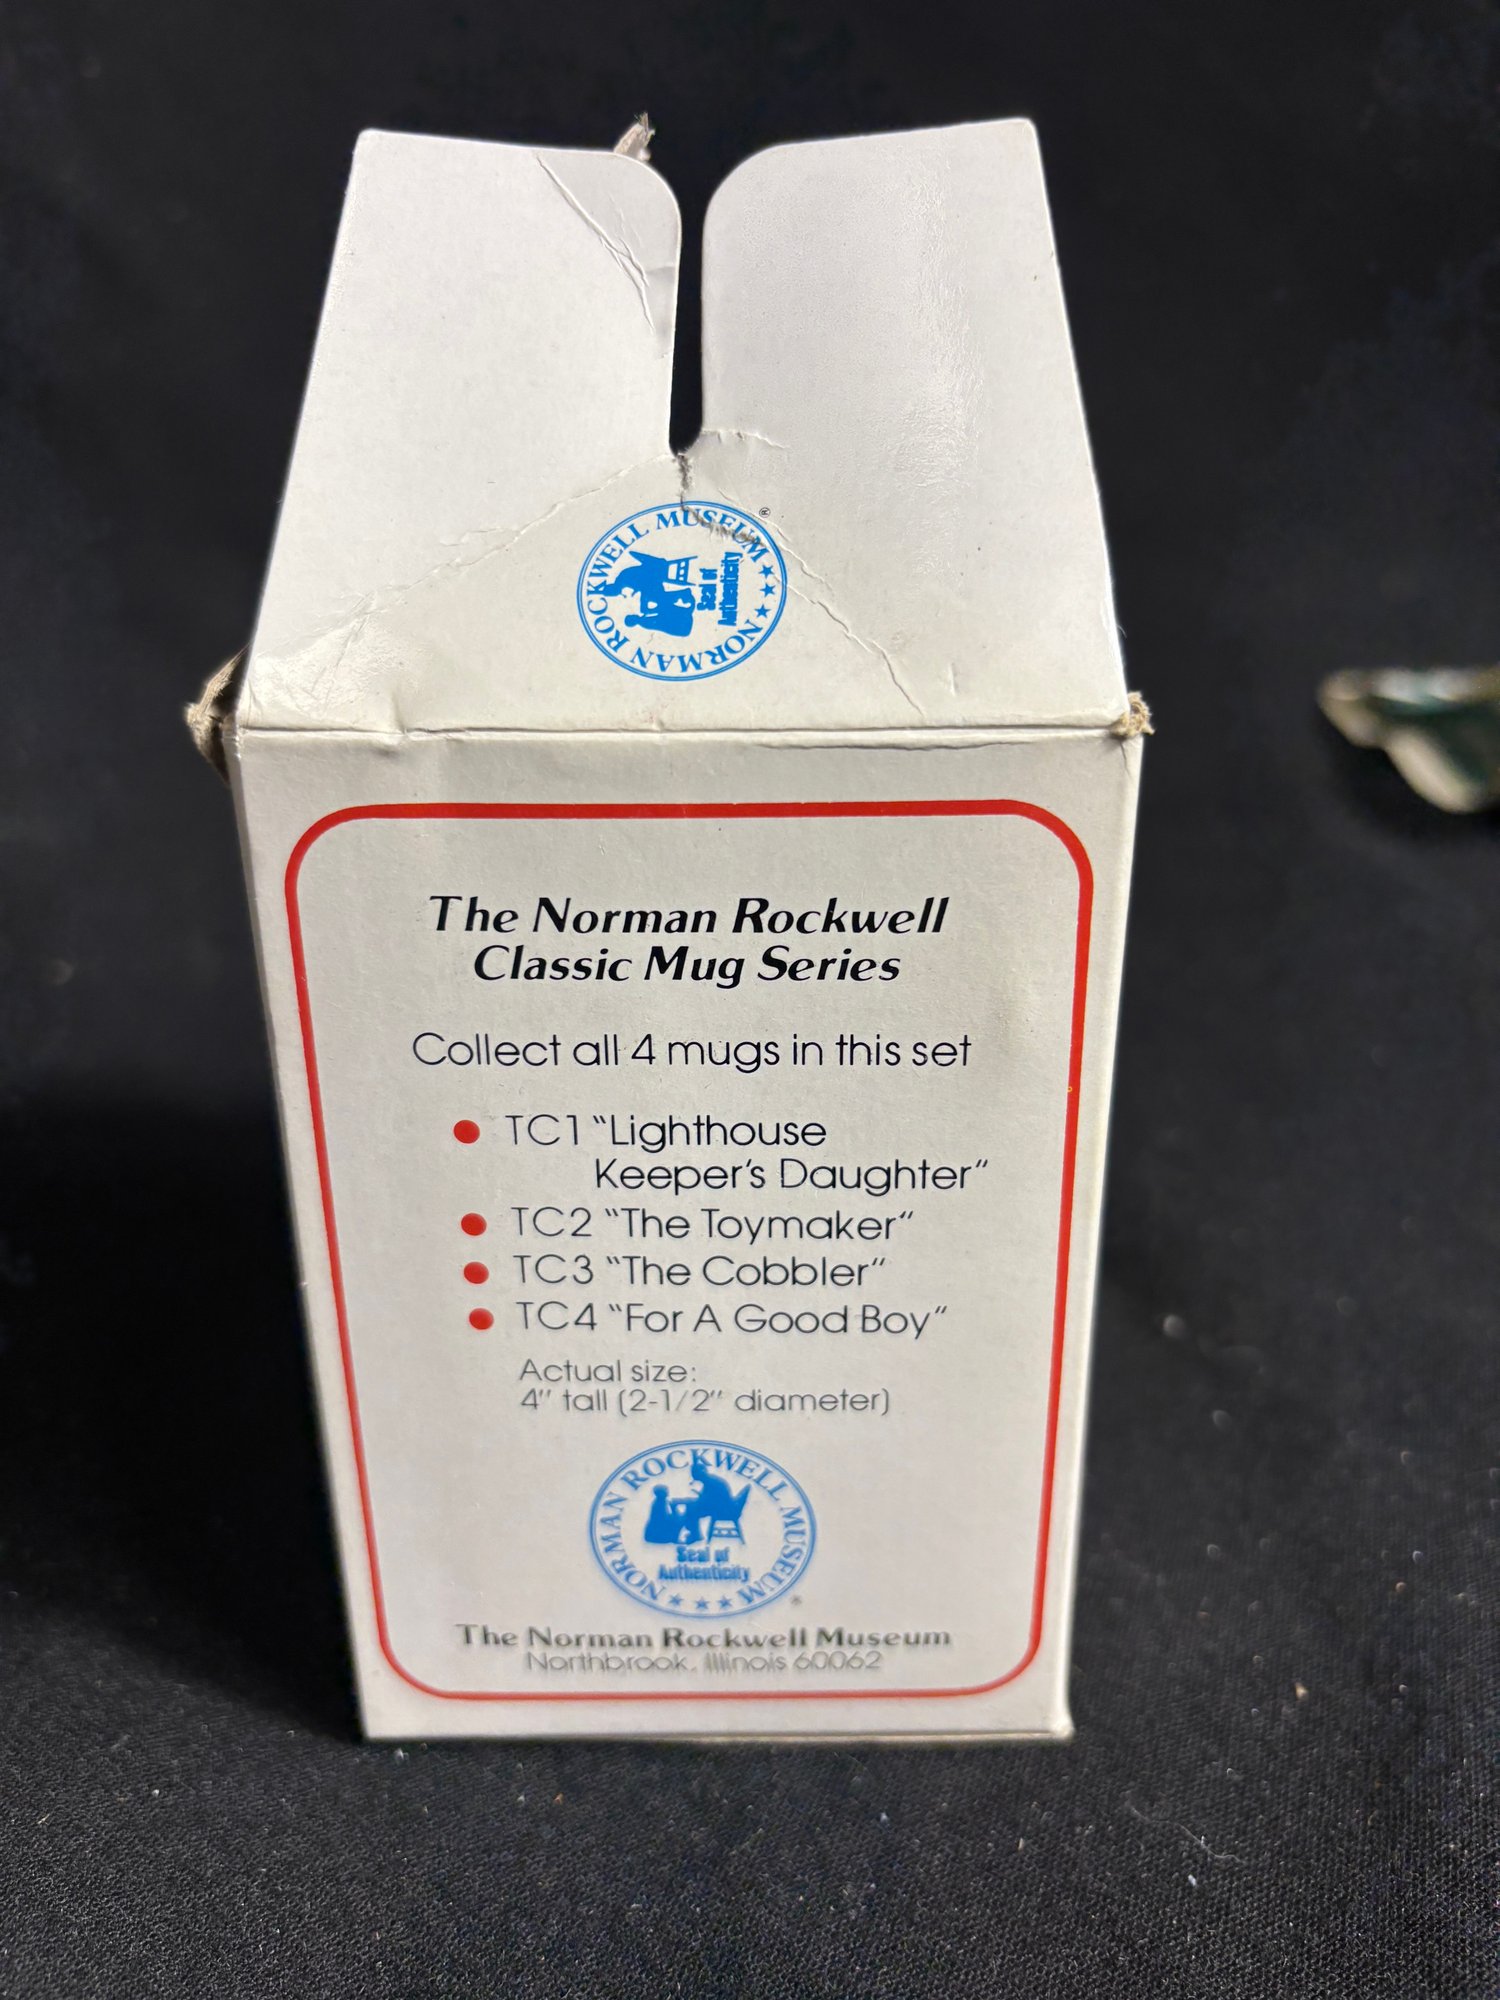 NORMAN ROCKWELL MUSEUM ★★★
®
Seal of
Authenticity
The Norman Rockwell
Classic Mug Series
Collect all 4 mugs in this set
● TC1 “Lighthouse
Keeper's Daughter”
● TC2 “The Toymaker”
● TC3 “The Cobbler”
● TC4 “For A Good Boy”
Actual size:
4" tall (2-1/2" diameter)
NORMAN ROCKWELL MUSEUM ★★★
Seal of
Authenticity
®
The Norman Rockwell Museum
Northbrook, Illinois 60062